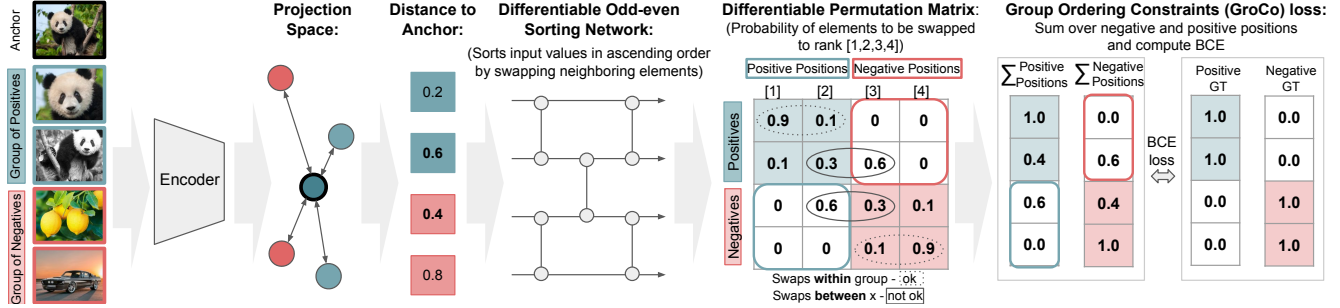 Anchor
Group of Positives
Group of Negatives
Encoder
Projection
Space:
Distance to
Anchor:
0.2
0.6
0.4
0.8
Differentiable Odd-even
Sorting Network:
(Sorts input values in ascending order
by swapping neighboring elements)
Differentiable Permutation Matrix:
(Probability of elements to be swapped
to rank [1,2,3,4])
Positive Positions Negative Positions
[1] [2] [3] [4]
Positives
0.9 0.1 0 0
0.1 0.3 0.6 0
Negatives
0 0.6 0.3 0.1
0 0 0.1 0.9
Swaps within group - ok
Swaps between x - not ok
Group Ordering Constraints (GroCo) loss:
Sum over negative and positive positions
and compute BCE
∑ Positive Positions ∑ Negative Positions
1.0 0.0
0.4 0.6
0.6 0.4
0.0 1.0
BCE
loss
Positive GT Negative GT
1.0 0.0
1.0 0.0
0.0 1.0
0.0 1.0